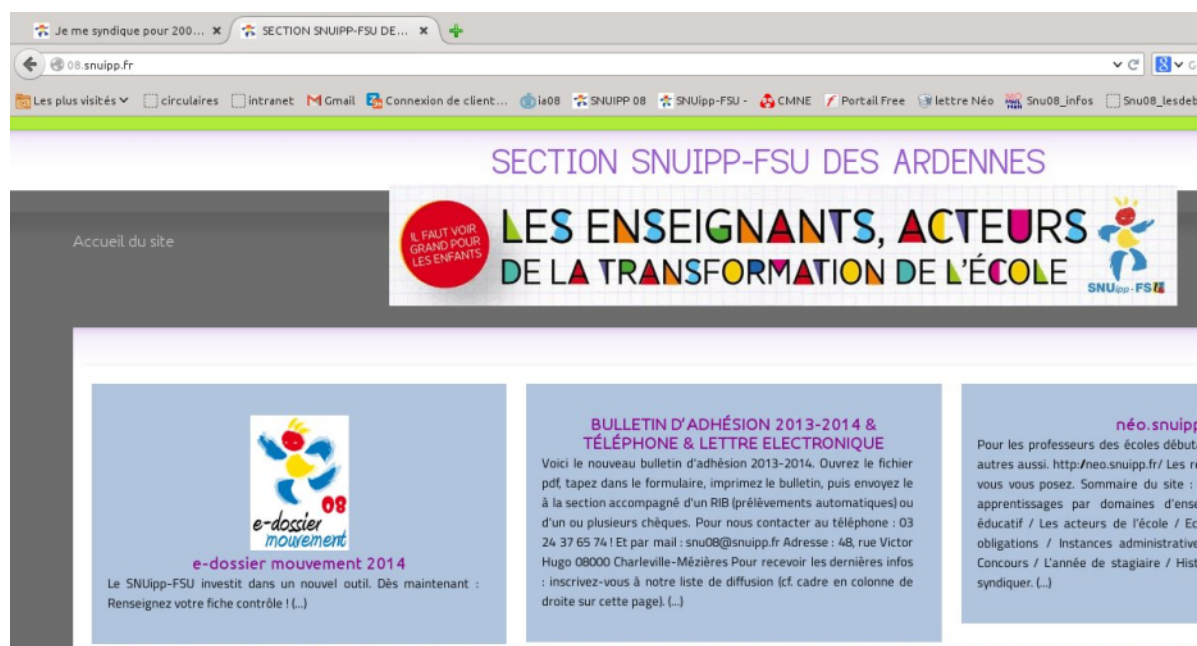 Je me syndique pour 200...
SECTION SNUIPP-FSU DE...
08.snuipp.fr
Les plus visités
circulaires
intranet
Gmail
Connexion de client...
ia08
SNUIPP 08
SNUipp-FSU -
CMNE
Portail Free
lettre Néo
Snu08_infos
Snu08_lesdeb
SECTION SNUIPP-FSU DES ARDENNES
Accueil du site
IL FAUT VOIR
GRAND POUR
LES ENFANTS
LES ENSEIGNANTS, ACTEURS
DE LA TRANSFORMATION DE L'ÉCOLE
SNUipp-FSU
08
e-dossier
mouvement
e-dossier mouvement 2014
Le SNUipp-FSU investit dans un nouvel outil. Dès maintenant :
Renseignez votre fiche contrôle ! (...)
BULLETIN D'ADHÉSION 2013-2014 &
TÉLÉPHONE & LETTRE ELECTRONIQUE
Voici le nouveau bulletin d'adhésion 2013-2014. Ouvrez le fichier
pdf, tapez dans le formulaire, imprimez le bulletin, puis envoyez le
à la section accompagné d'un RIB (prélèvements automatiques) ou
d'un ou plusieurs chèques. Pour nous contacter au téléphone : 03
24 37 65 74 ! Et par mail : snu08@snuipp.fr Adresse : 48, rue Victor
Hugo 08000 Charleville-Mézières Pour recevoir les dernières infos
: inscrivez-vous à notre liste de diffusion (cf. cadre en colonne de
droite sur cette page). (...)
néo.snuipp
Pour les professeurs des écoles débuta
autres aussi. http:/neo.snuipp.fr/ Les r
vous vous posez. Sommaire du site :
apprentissages par domaines d'ense
éducatif / Les acteurs de l'école / Ec
obligations / Instances administrative
Concours / L'année de stagiaire / Hist
syndiquer. (...)